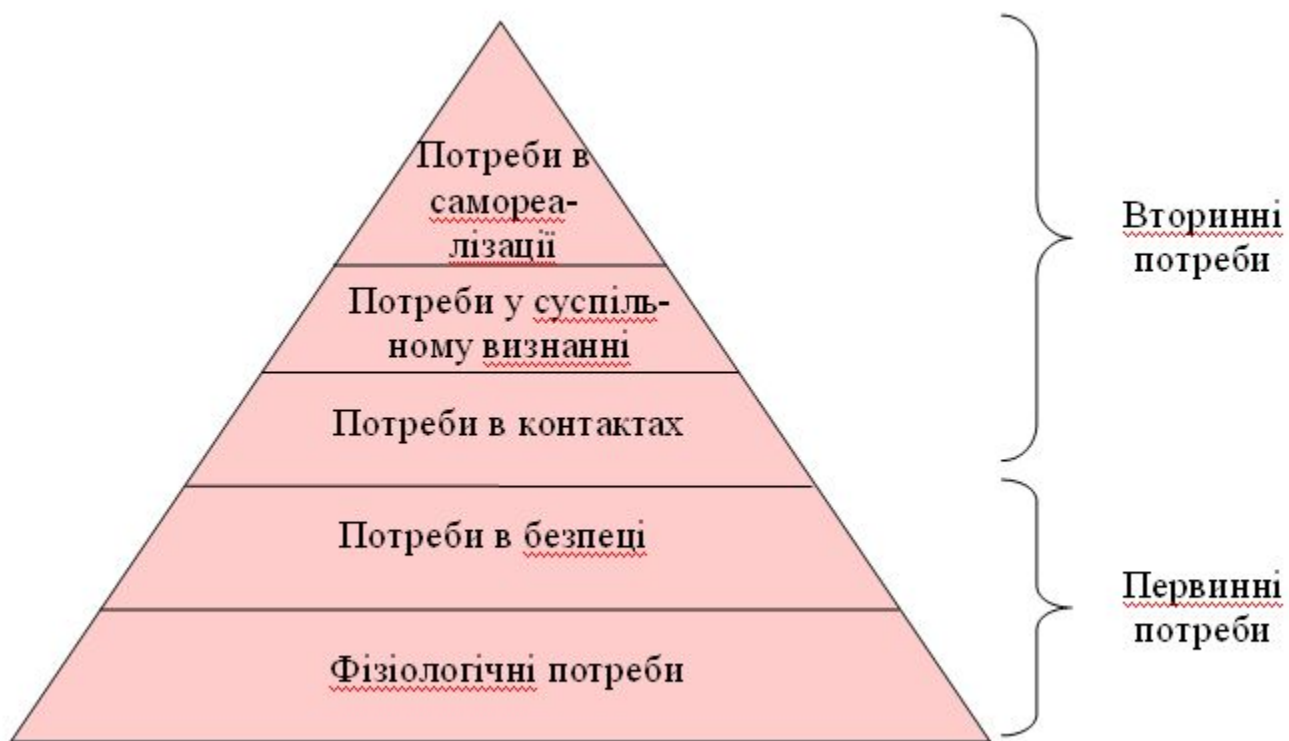 Потреби в
самореа-
лізації
Потреби у суспіль-
ному визнанні
Потреби в контактах
Потреби в безпеці
Фізіологічні потреби
Вторинні
потреби
Первинні
потреби